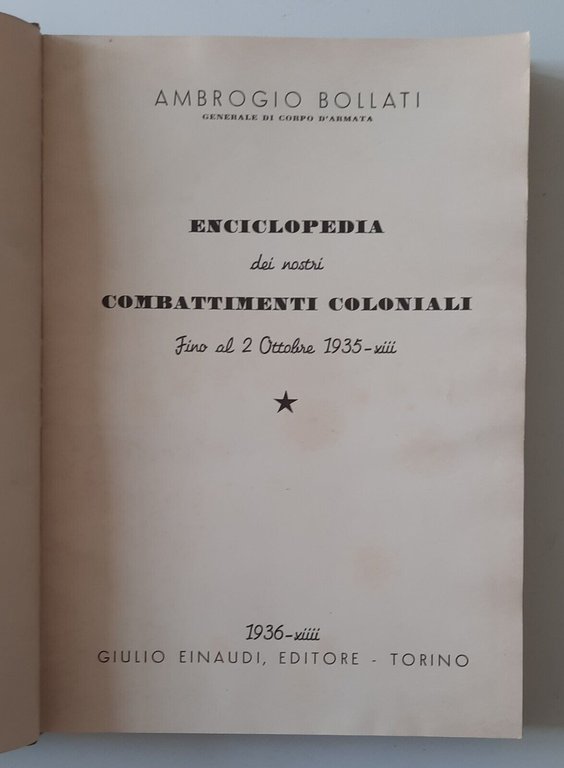 AMBROGIO BOLLATI
GENERALE DI CORPO D'ARMATA
ENCICLOPEDIA
dei nostri
COMBATTIMENTI COLONIALI
Fino al 2 Ottobre 1935-xiii
1936-xiiii
GIULIO EINAUDI, EDITORE - TORINO